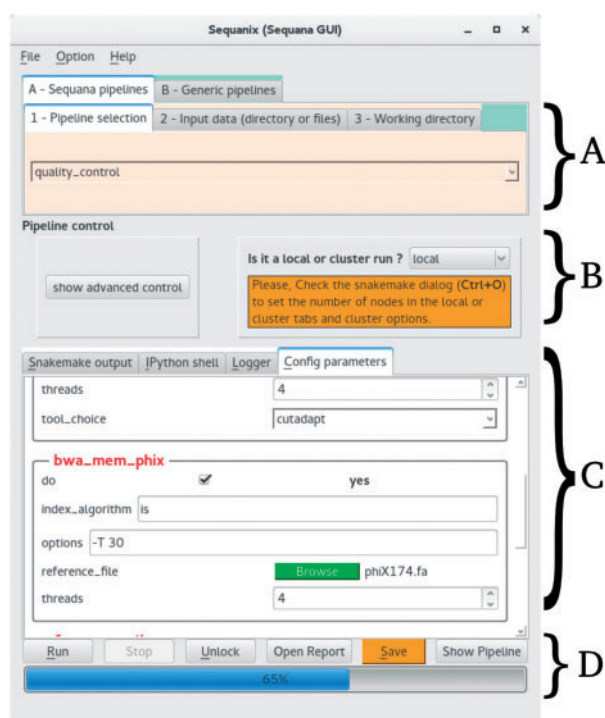 Sequanix (Sequana GUI)
File Option Help
A - Sequana pipelines B - Generic pipelines
1 - Pipeline selection 2 - Input data (directory or files) 3 - Working directory
quality_control
A
Pipeline control
Is it a local or cluster run ? local
show advanced control
Please, Check the snakemake dialog (Ctrl+O)
to set the number of nodes in the local or
cluster tabs and cluster options.
B
Snakemake output IPython shell Logger Config parameters
threads 4
tool_choice cutadapt
bwa_mem_phix
do yes
index_algorithm is
options -T 30
reference_file Browse phiX174.fa
threads 4
C
Run Stop Unlock Open Report Save Show Pipeline
65%
D